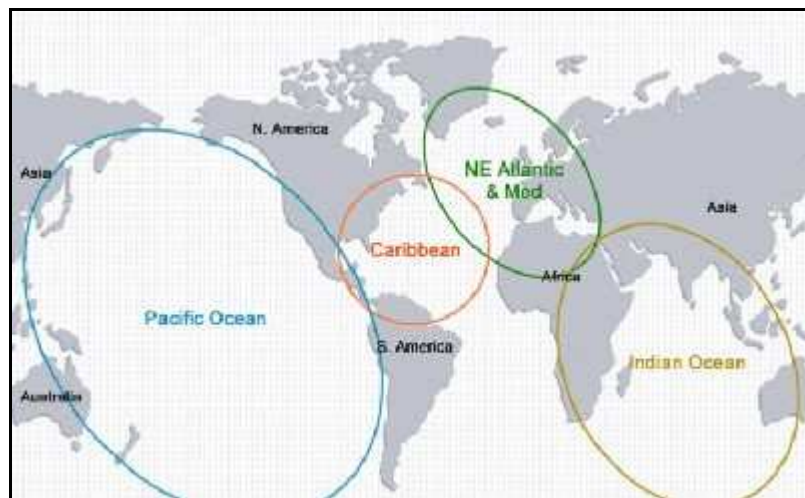 N. America
NE Atlantic
& Med
Asia
Asia
Caribbean
Africa
Pacific Ocean
S. America
Indian Ocean
Australia